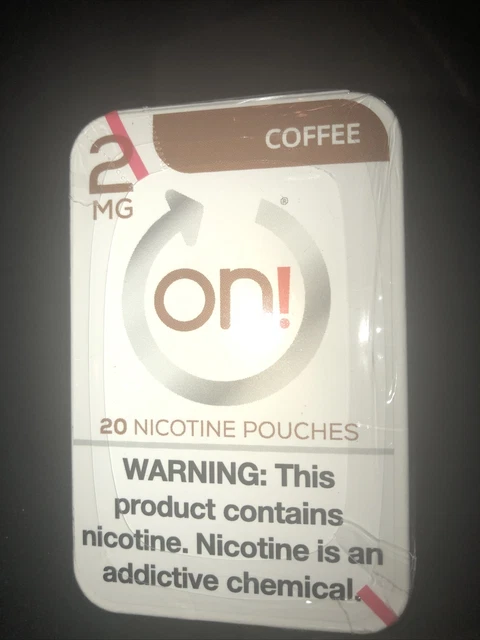 COFFEE
2
MG
®
on!
20 NICOTINE POUCHES
WARNING: This
product contains
nicotine. Nicotine is an
addictive chemical.